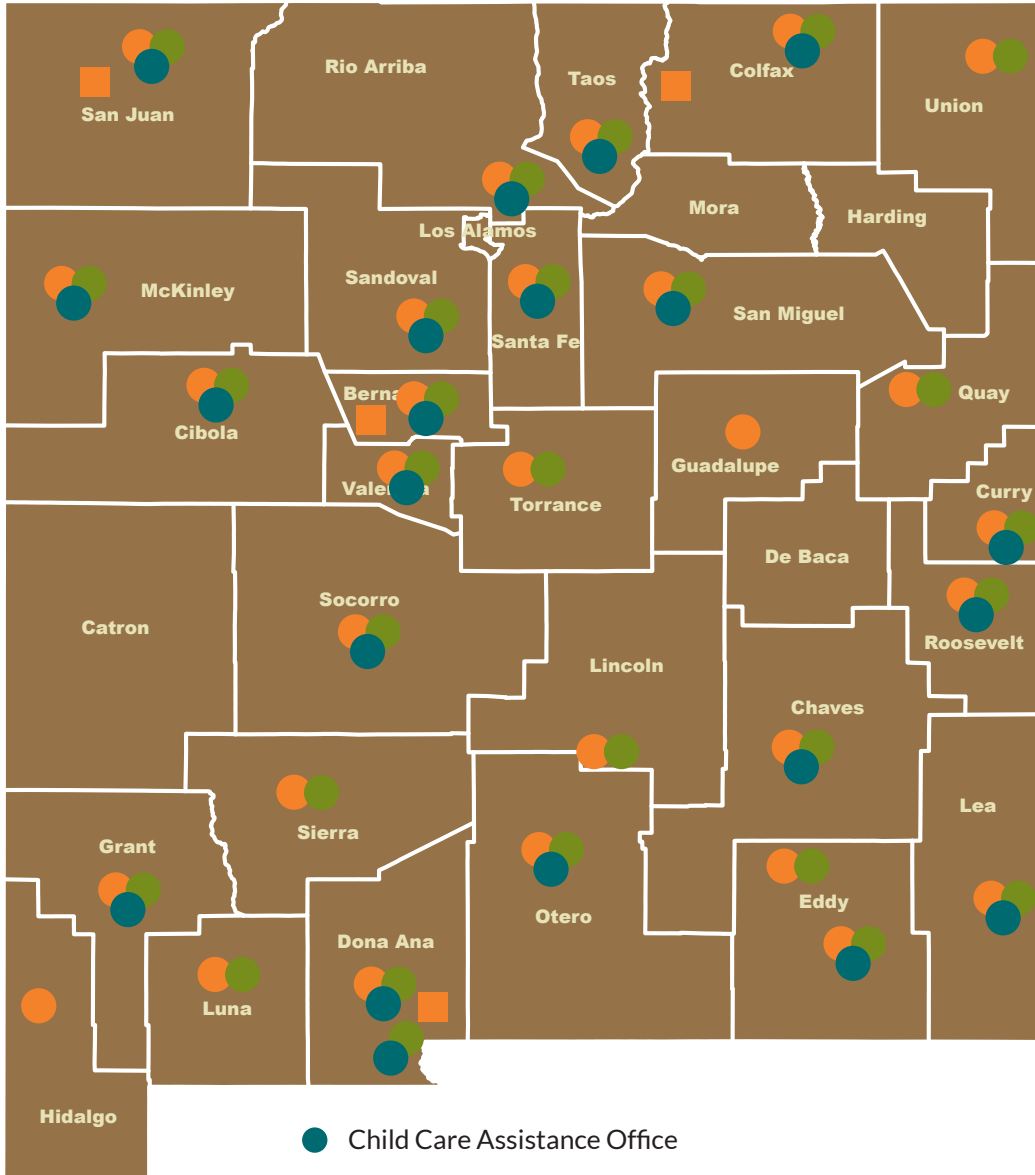 Rio Arriba
Taos
Colfax
Union
San Juan
Mora
Harding
Los Alamos
McKinley
Sandoval
San Miguel
Santa Fe
Berna
Quay
Cibola
Guadalupe
Valencia
Torrance
Curry
De Baca
Socorro
Catron
Roosevelt
Lincoln
Chaves
Lea
Sierra
Grant
Eddy
Otero
Dona Ana
Luna
Hidalgo
Child Care Assistance Office